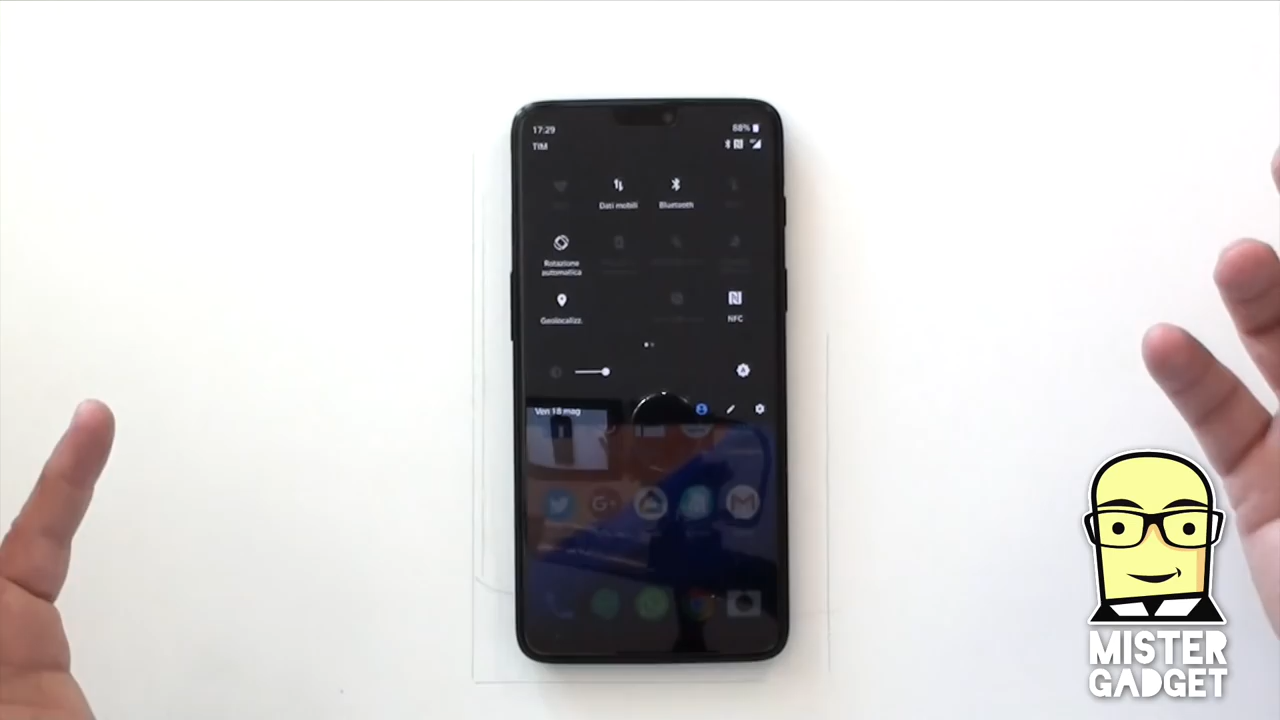 17:29
88%
TIM
Dati mobili
Bluetooth
Rotazione
automatica
Geolocalizz.
NFC
Ven 18 mag
G+
MISTER
GADGET